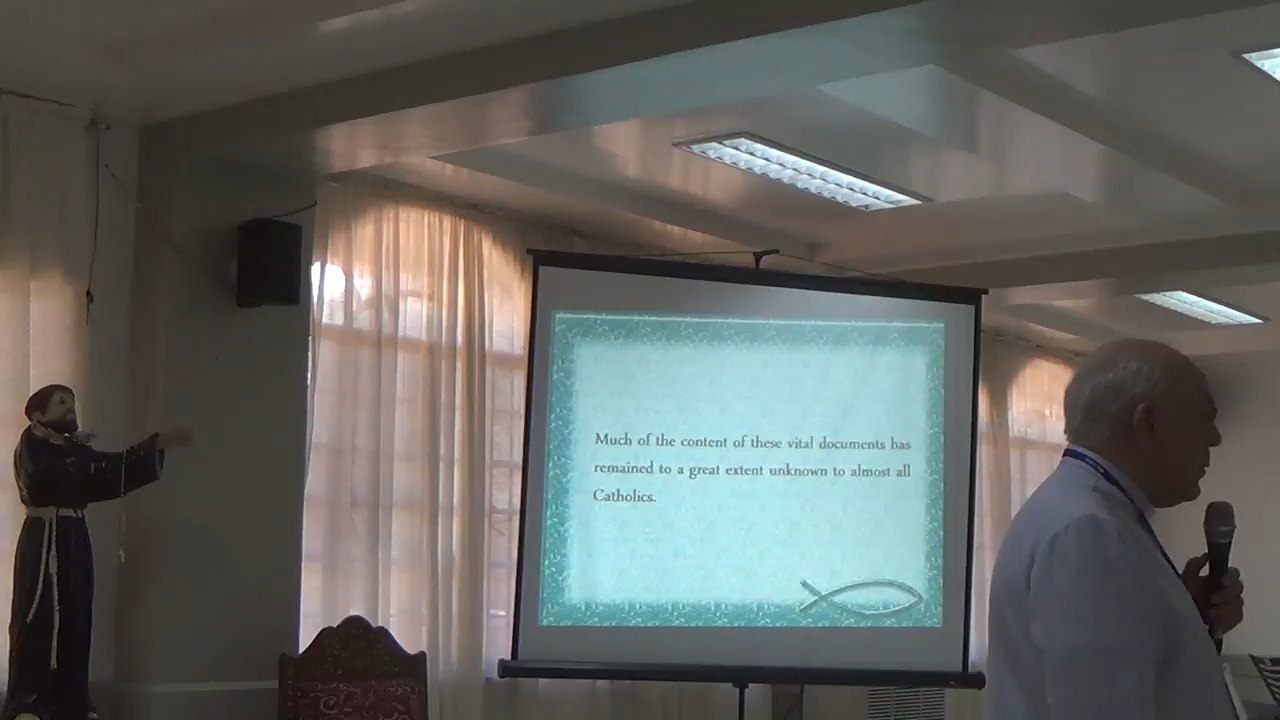 Much of the content of these vital documents has
remained to a great extent unknown to almost all
Catholics.